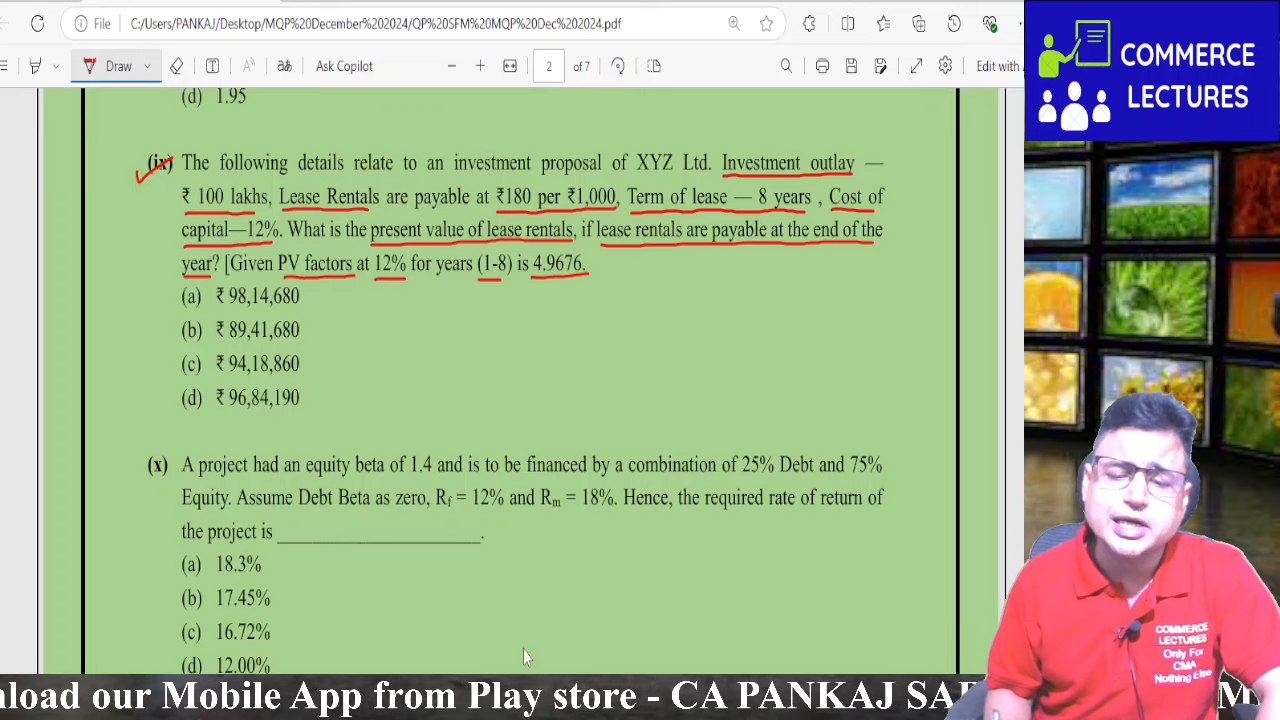 File
C:/Users/PANKAJ/Desktop/MQP%20December%202024/QP%20SFM%20MQP%20Dec%202024.pdf
Draw
Ask Copilot
2 of 7
Edit with
COMMERCE
LECTURES
(d) 1.95
(ix) The following details relate to an investment proposal of XYZ Ltd. Investment outlay —
₹ 100 lakhs, Lease Rentals are payable at ₹180 per ₹1,000, Term of lease — 8 years , Cost of
capital—12%. What is the present value of lease rentals, if lease rentals are payable at the end of the
year? [Given PV factors at 12% for years (1-8) is 4.9676.
(a) ₹ 98,14,680
(b) ₹ 89,41,680
(c) ₹ 94,18,860
(d) ₹ 96,84,190
(x) A project had an equity beta of 1.4 and is to be financed by a combination of 25% Debt and 75%
Equity. Assume Debt Beta as zero, Rf = 12% and Rm = 18%. Hence, the required rate of return of
the project is ____________________.
(a) 18.3%
(b) 17.45%
(c) 16.72%
(d) 12.00%
COMMERCE
LECTURES
Only For
CMA
Nothing Else
nload our Mobile App from Play store - CA PANKAJ SAR